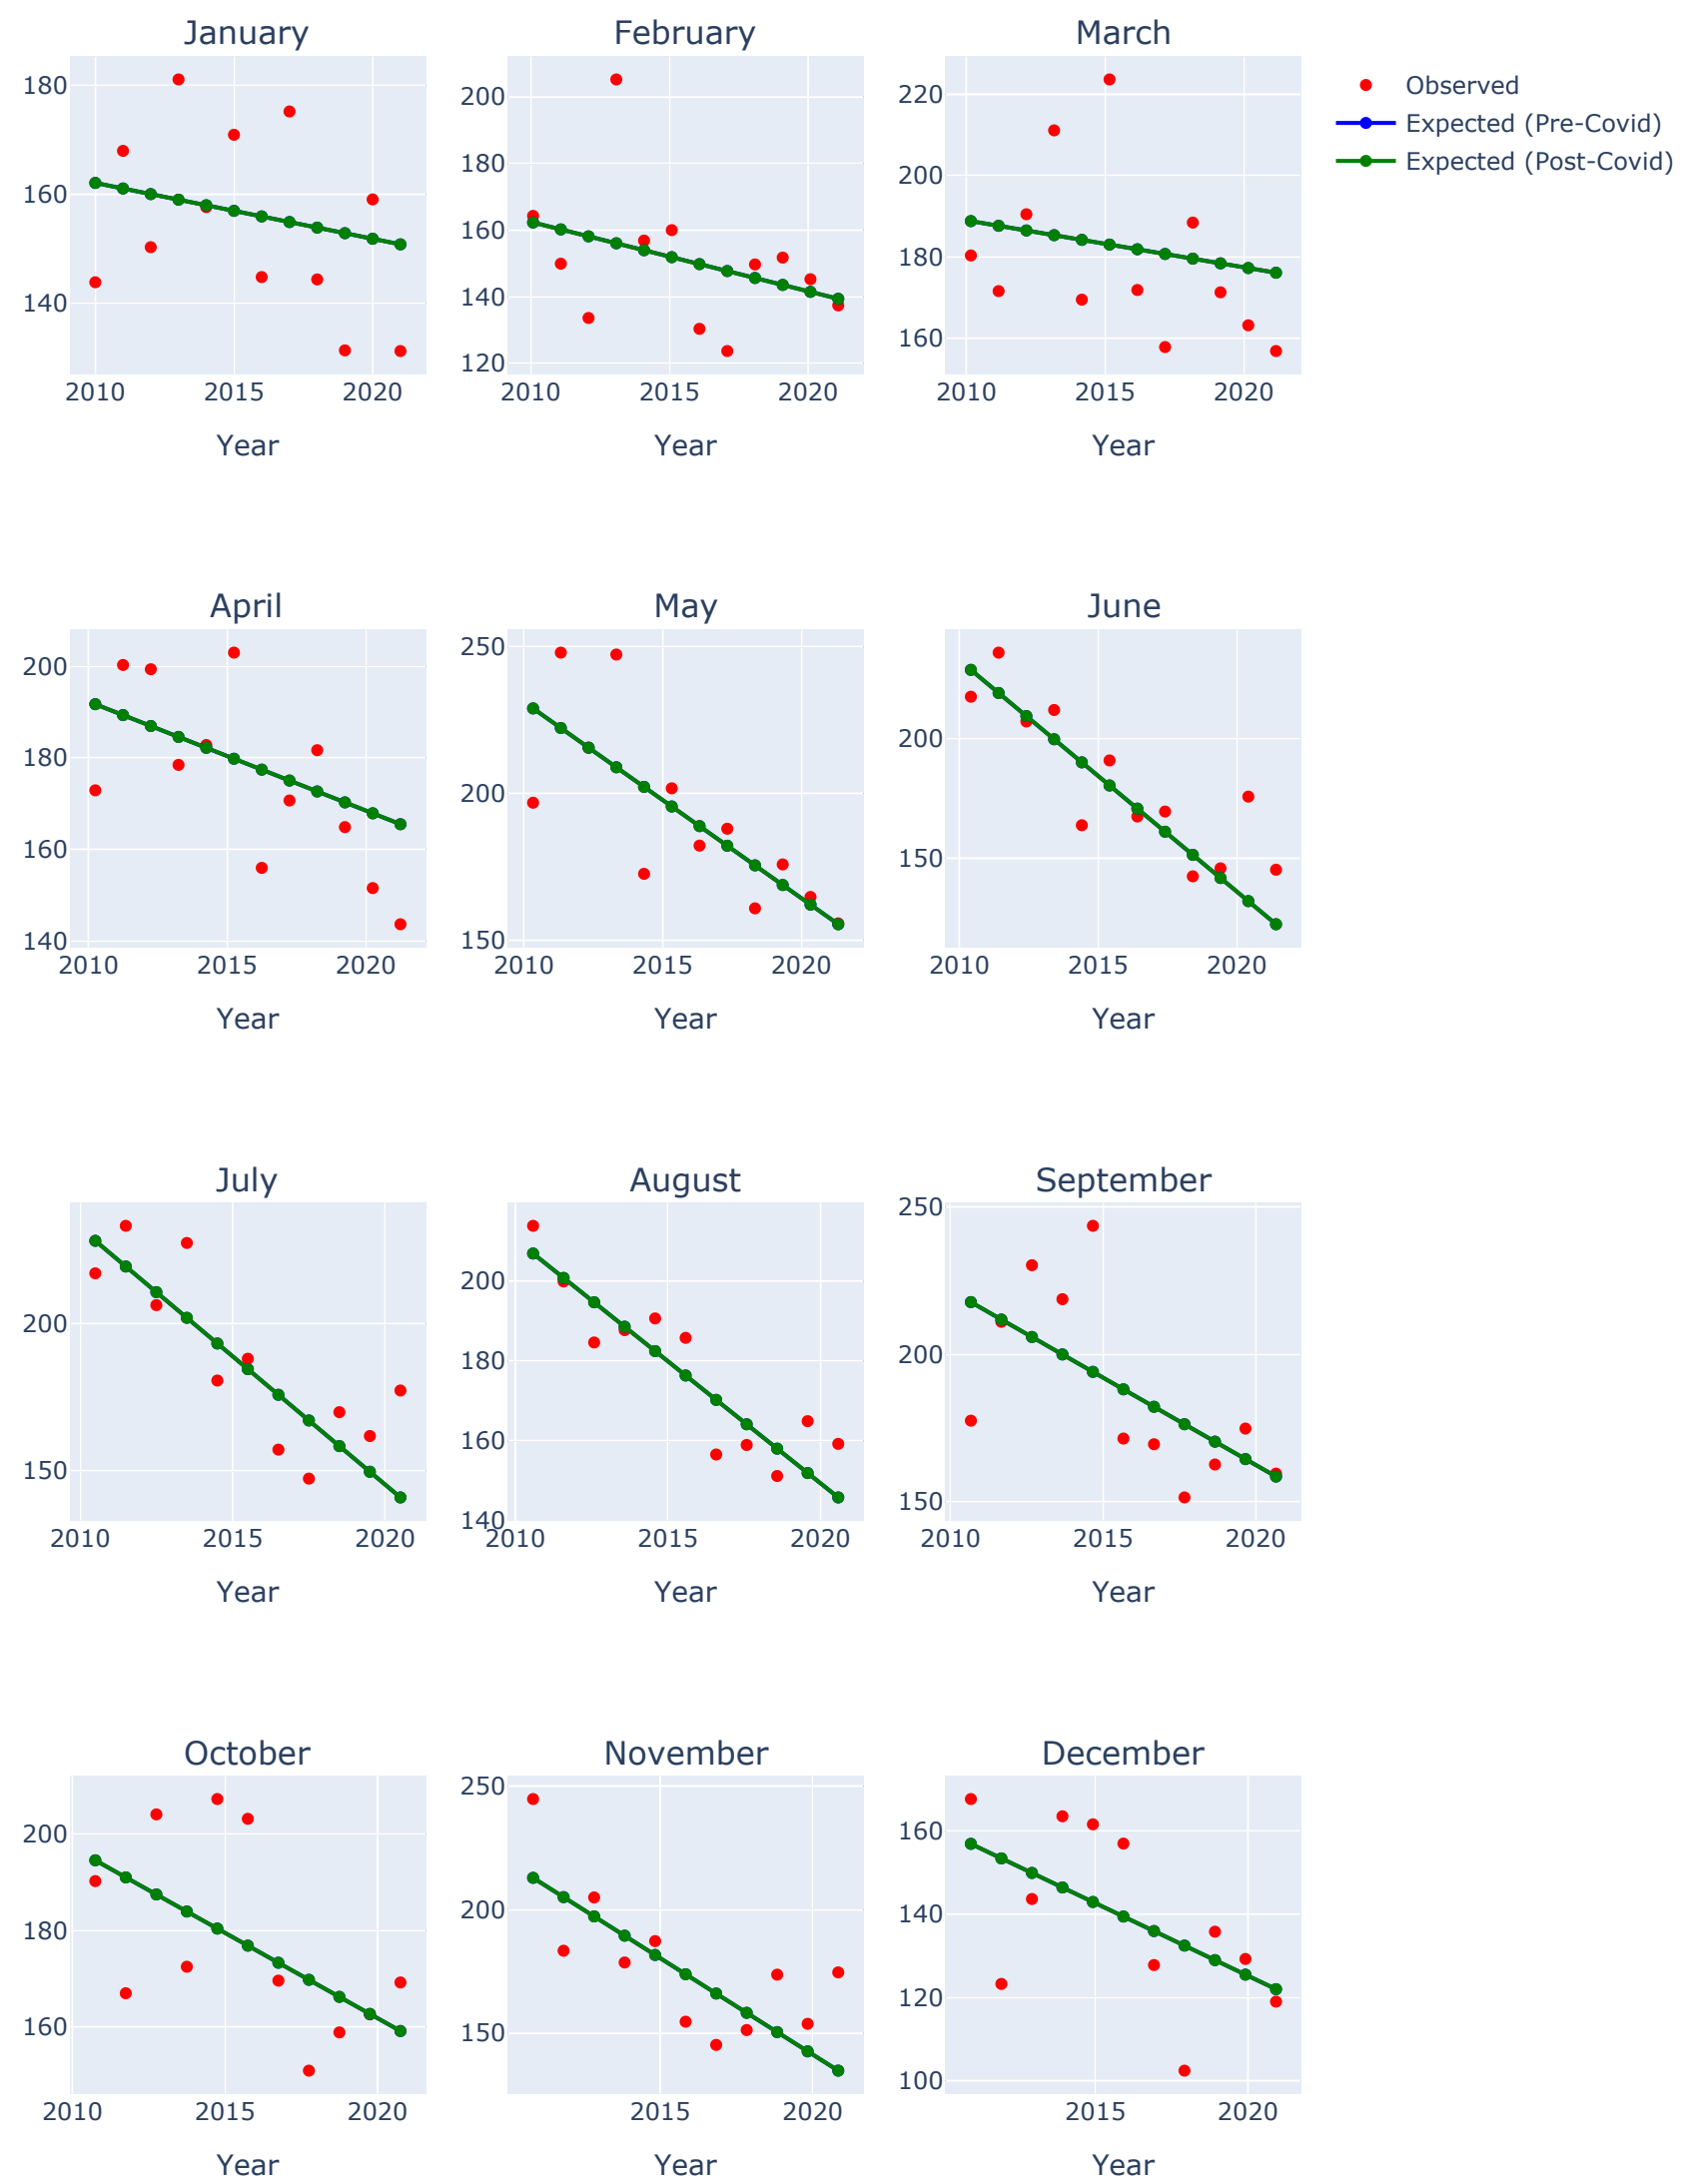 January
February
March
180
160
140
2010
2015
2020
Year
200
180
160
140
120
2010
2015
2020
Year
220
200
180
160
2010
2015
2020
Year
Observed
Expected (Pre-Covid)
Expected (Post-Covid)
April
May
June
200
180
160
140
2010
2015
2020
Year
250
200
150
2010
2015
2020
Year
200
150
2010
2015
2020
Year
July
August
September
200
150
2010
2015
2020
Year
200
180
160
140
2010
2015
2020
Year
250
200
150
2010
2015
2020
Year
October
November
December
200
180
160
2010
2015
2020
Year
250
200
150
2015
2020
Year
160
140
120
100
2015
2020
Year